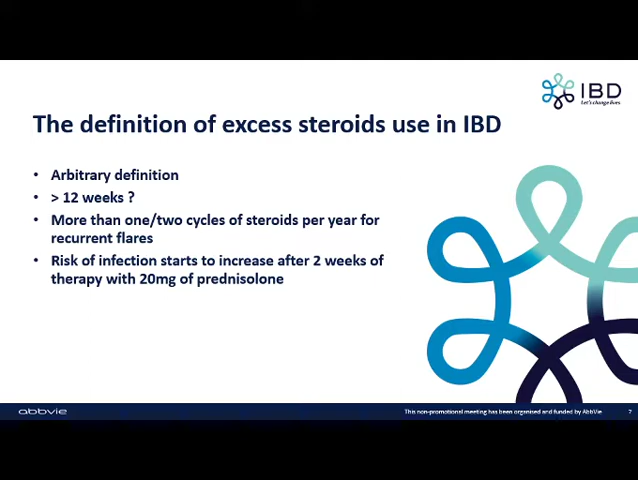 IBD
Let's change lives
The definition of excess steroids use in IBD
• Arbitrary definition
• > 12 weeks ?
• More than one/two cycles of steroids per year for
recurrent flares
• Risk of infection starts to increase after 2 weeks of
therapy with 20mg of prednisolone
abbvie
This non-promotional meeting has been organised and funded by AbbVie
7